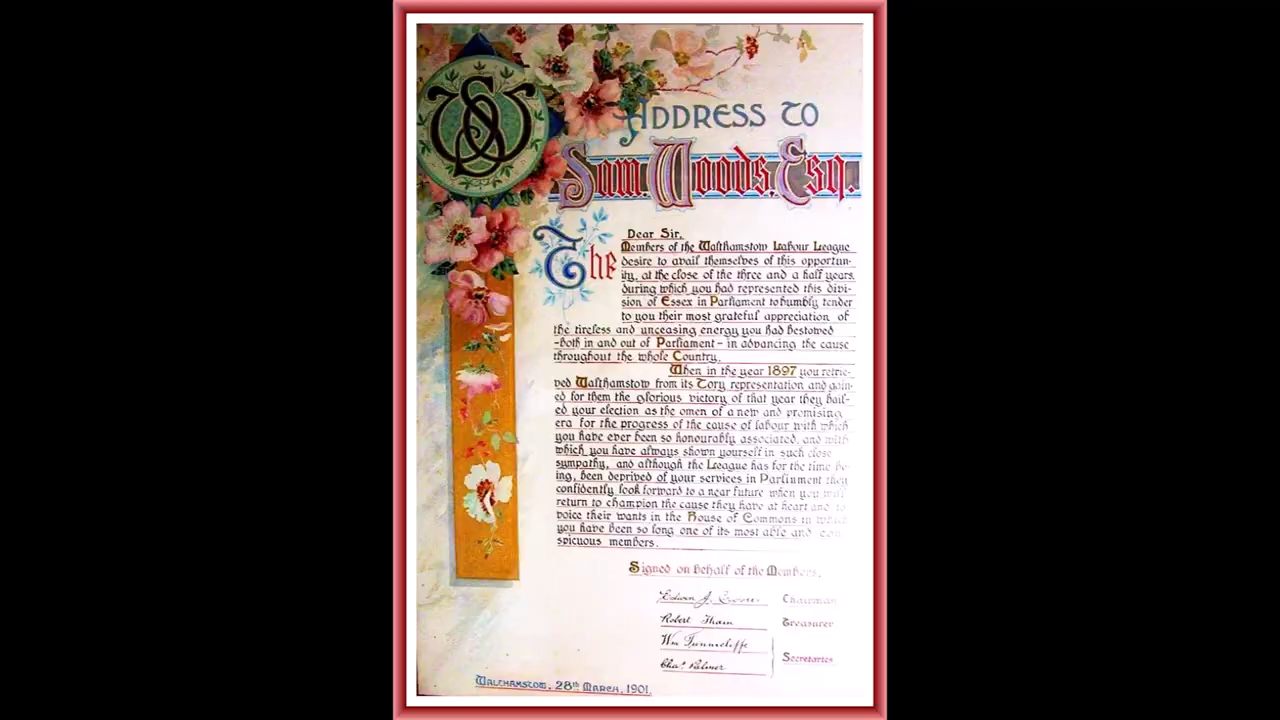 SW
ADDRESS TO
Sam. Woods, Esq.
Dear Sir,
The Members of the Walthamstow Labour League
desire to avail themselves of this opportun-
ity, at the close of the three and a half years,
during which you had represented this divi-
sion of Essex in Parliament to humbly tender
to you their most grateful appreciation of
the tireless and unceasing energy you had bestowed
-both in and out of Parliament- in advancing the cause
throughout the whole Country.
When in the year 1897 you retrie-
ved Walthamstow from its Tory representation and gain-
ed for them the glorious victory of that year they hail-
ed your election as the omen of a new and promising
era for the progress of the cause of labour with which
you have ever been so honourably associated, and with
which you have always shown yourself in such close
sympathy, and although the League has for the time be-
ing, been deprived of your services in Parliament they
confidently look forward to a near future when you will
return to champion the cause they have at heart and to
voice their wants in the House of Commons in which
you have been so long one of its most able and con-
spicuous members.
Signed on behalf of the Members,
Edwin J. Chairman
Robert Treasurer
Wm Tunnicliffe
Secretaries
Chas. Palmer
WALTHAMSTOW, 28th MARCH, 1901.